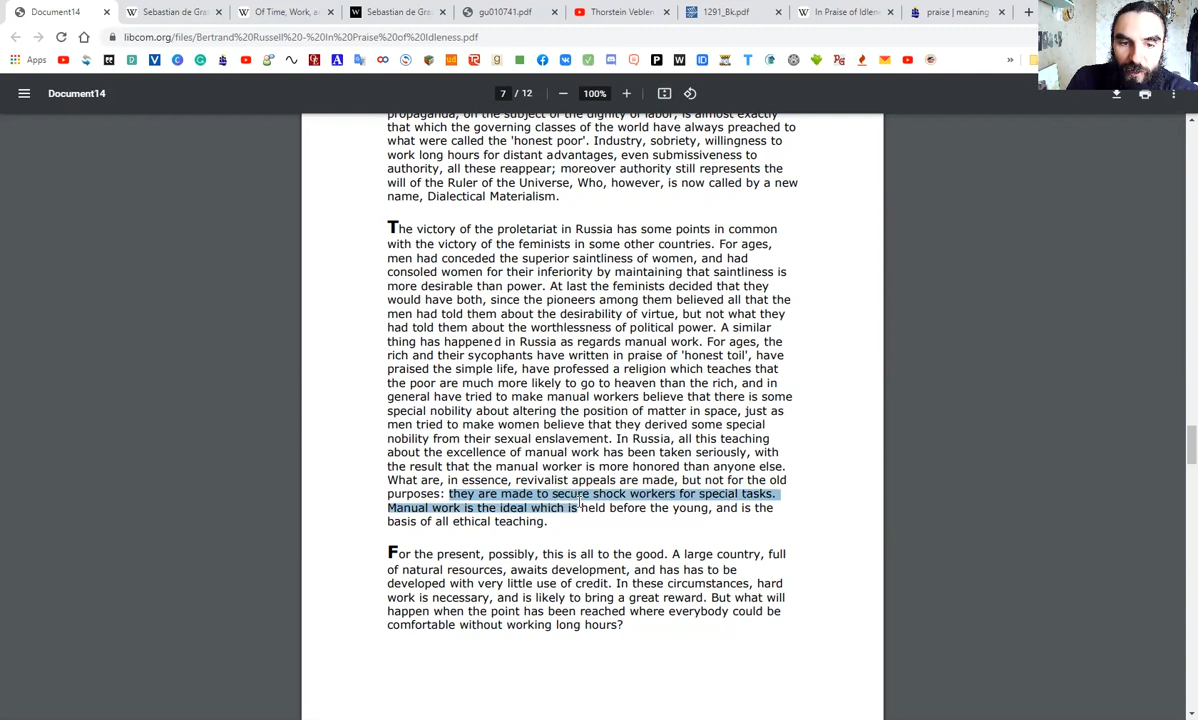 Document14
Sebastian de Gra
Of Time, Work, a
Sebastian de Gra
gu010741.pdf
Thorstein Veblen
1291_Bk.pdf
In Praise of Idlene
praise | meaning
libcom.org/files/Bertrand%20Russell%20-%20In%20Praise%20of%20Idleness.pdf
Apps
Document14
7 / 12
100%
propaganda, on the subject of the dignity of labor, is almost exactly
that which the governing classes of the world have always preached to
what were called the 'honest poor'. Industry, sobriety, willingness to
work long hours for distant advantages, even submissiveness to
authority, all these reappear; moreover authority still represents the
will of the Ruler of the Universe, Who, however, is now called by a new
name, Dialectical Materialism.
The victory of the proletariat in Russia has some points in common
with the victory of the feminists in some other countries. For ages,
men had conceded the superior saintliness of women, and had
consoled women for their inferiority by maintaining that saintliness is
more desirable than power. At last the feminists decided that they
would have both, since the pioneers among them believed all that the
men had told them about the desirability of virtue, but not what they
had told them about the worthlessness of political power. A similar
thing has happened in Russia as regards manual work. For ages, the
rich and their sycophants have written in praise of 'honest toil', have
praised the simple life, have professed a religion which teaches that
the poor are much more likely to go to heaven than the rich, and in
general have tried to make manual workers believe that there is some
special nobility about altering the position of matter in space, just as
men tried to make women believe that they derived some special
nobility from their sexual enslavement. In Russia, all this teaching
about the excellence of manual work has been taken seriously, with
the result that the manual worker is more honored than anyone else.
What are, in essence, revivalist appeals are made, but not for the old
purposes: they are made to secure shock workers for special tasks.
Manual work is the ideal which is held before the young, and is the
basis of all ethical teaching.
For the present, possibly, this is all to the good. A large country, full
of natural resources, awaits development, and has has to be
developed with very little use of credit. In these circumstances, hard
work is necessary, and is likely to bring a great reward. But what will
happen when the point has been reached where everybody could be
comfortable without working long hours?